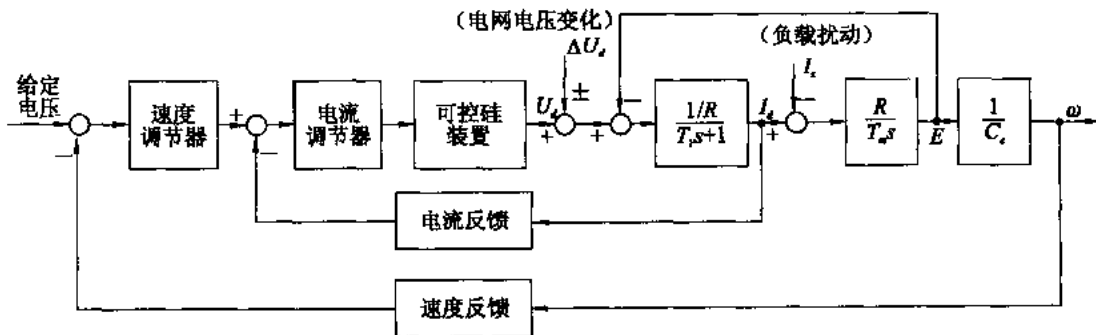 (电网电压变化)
(负载扰动)
ΔU_d
I_z
给定
电压
速度
调节器
电流
调节器
可控硅
装置
U_d
±
1/R
T_l s+1
I_d
R
T_m s
E
1
C_e
ω
+
−
+
+
−
+
−
−
−
电流反馈
速度反馈